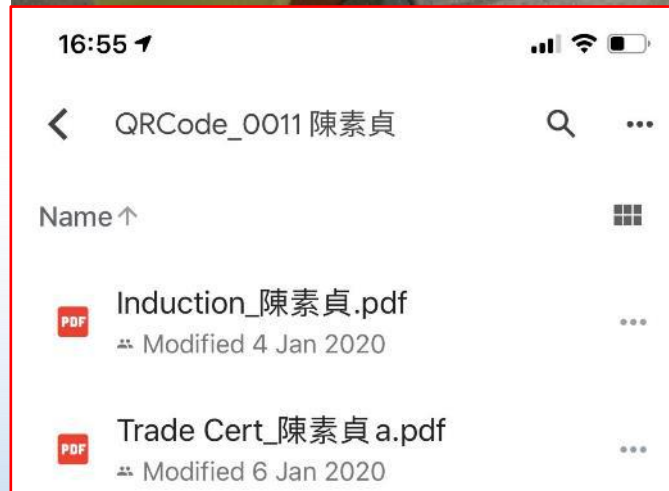 16:55
QRCode_0011 陳素貞
Name↑
PDF
Induction_陳素貞.pdf
Modified 4 Jan 2020
PDF
Trade Cert_陳素貞a.pdf
Modified 6 Jan 2020